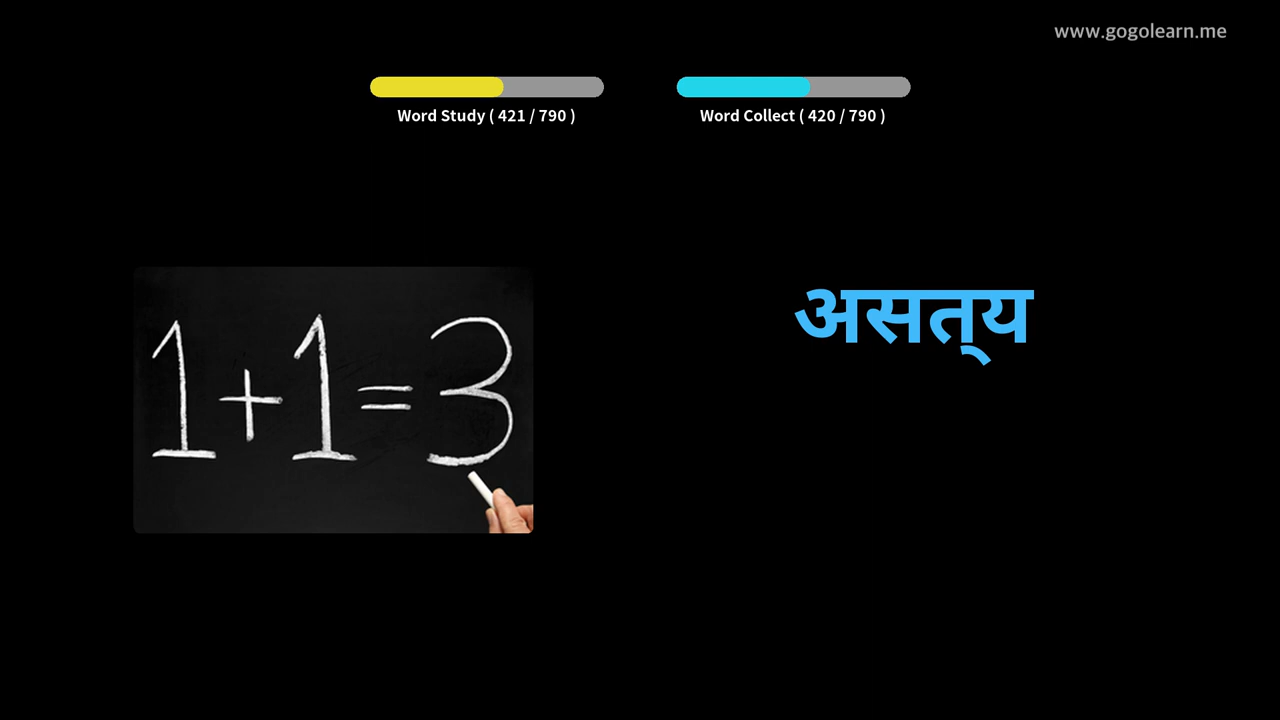 www.gogolearn.me
Word Study ( 421 / 790 )
Word Collect ( 420 / 790 )
1+1=3
असत्‌य